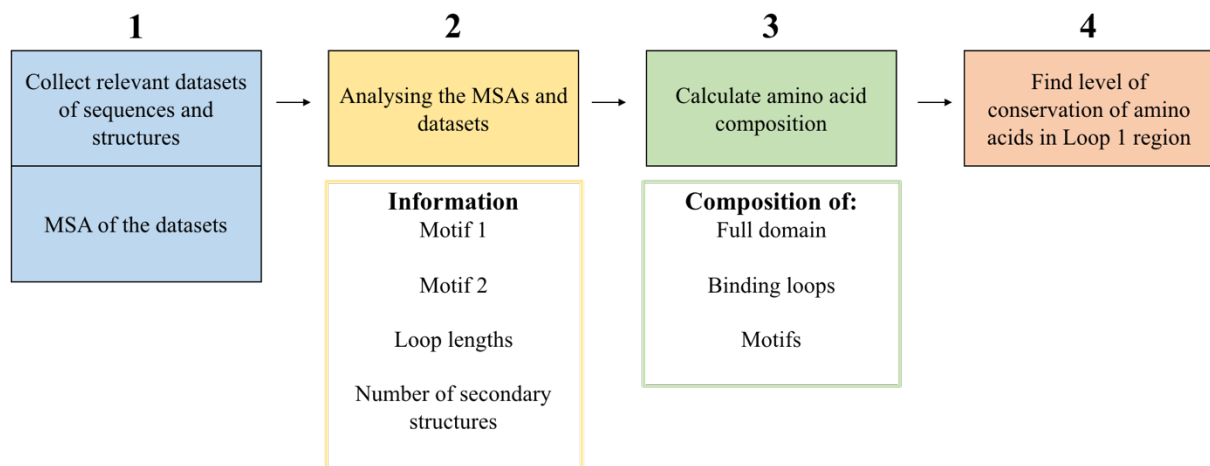 1
Collect relevant datasets
of sequences and
structures
MSA of the datasets
2
Analysing the MSAs and
datasets
Information
Motif 1
Motif 2
Loop lengths
Number of secondary
structures
3
Calculate amino acid
composition
Composition of:
Full domain
Binding loops
Motifs
4
Find level of
conservation of amino
acids in Loop 1 region